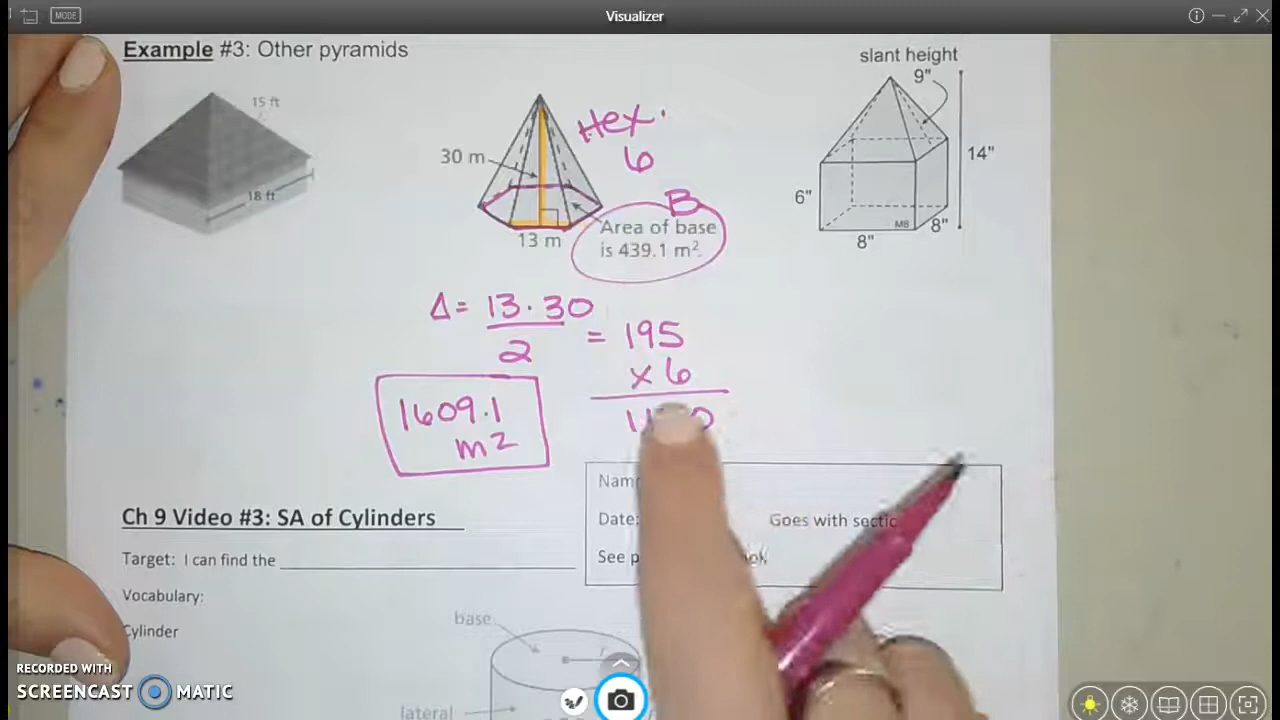 MODE
Visualizer
Example #3: Other pyramids
15 ft
18 ft
30 m
13 m
Hex.
6
B
Area of base
is 439.1 m².
slant height
9"
14"
6"
8"
8"
MB
Δ = 13 · 30
2
= 195
x 6
1609.1
m²
Ch 9 Video #3: SA of Cylinders
Target: I can find the
Vocabulary:
Cylinder
Date:
Goes with
See
base
r
lateral
RECORDED WITH
SCREENCAST MATIC